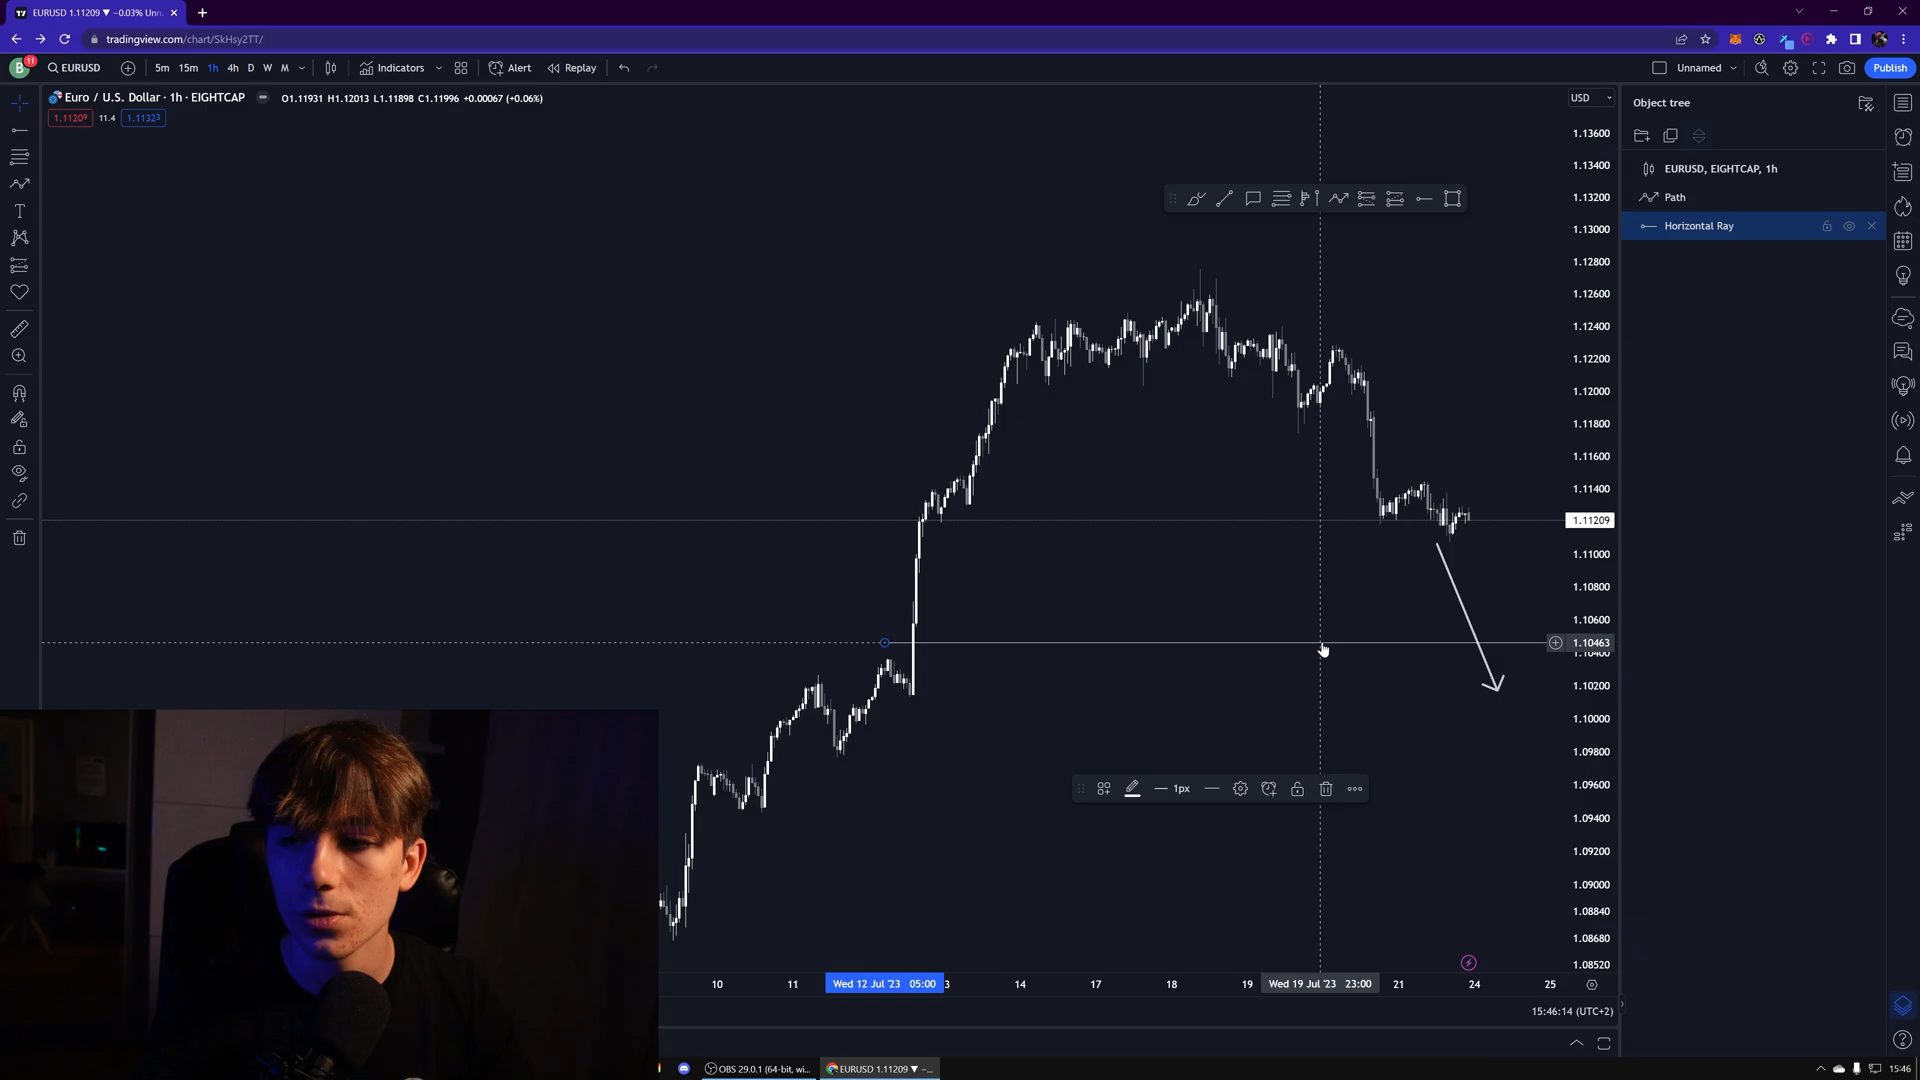 EURUSD 1.11209 ▼ −0.03% Unn
tradingview.com/chart/SkHsy2TT/
B 11 EURUSD 5m 15m 1h 4h D W M Indicators Alert Replay Unnamed Publish
Euro / U.S. Dollar · 1h · EIGHTCAP O1.11931 H1.12013 L1.11898 C1.11996 +0.00067 (+0.06%)
1.11209 11.4 1.11323
USD
Object tree
EURUSD, EIGHTCAP, 1h
Path
Horizontal Ray
1.13600
1.13400
1.13200
1.13000
1.12800
1.12600
1.12400
1.12200
1.12000
1.11800
1.11600
1.11400
1.11209
1.11000
1.10800
1.10600
1.10463
1.10400
1.10200
1.10000
1.09800
1.09600
1.09400
1.09200
1.09000
1.08840
1.08680
1.08520
1px
10 11 Wed 12 Jul '23 05:00 3 14 17 18 19 Wed 19 Jul '23 23:00 21 24 25
15:46:14 (UTC+2)
OBS 29.0.1 (64-bit, wi... EURUSD 1.11209 ▼ −... 15:46